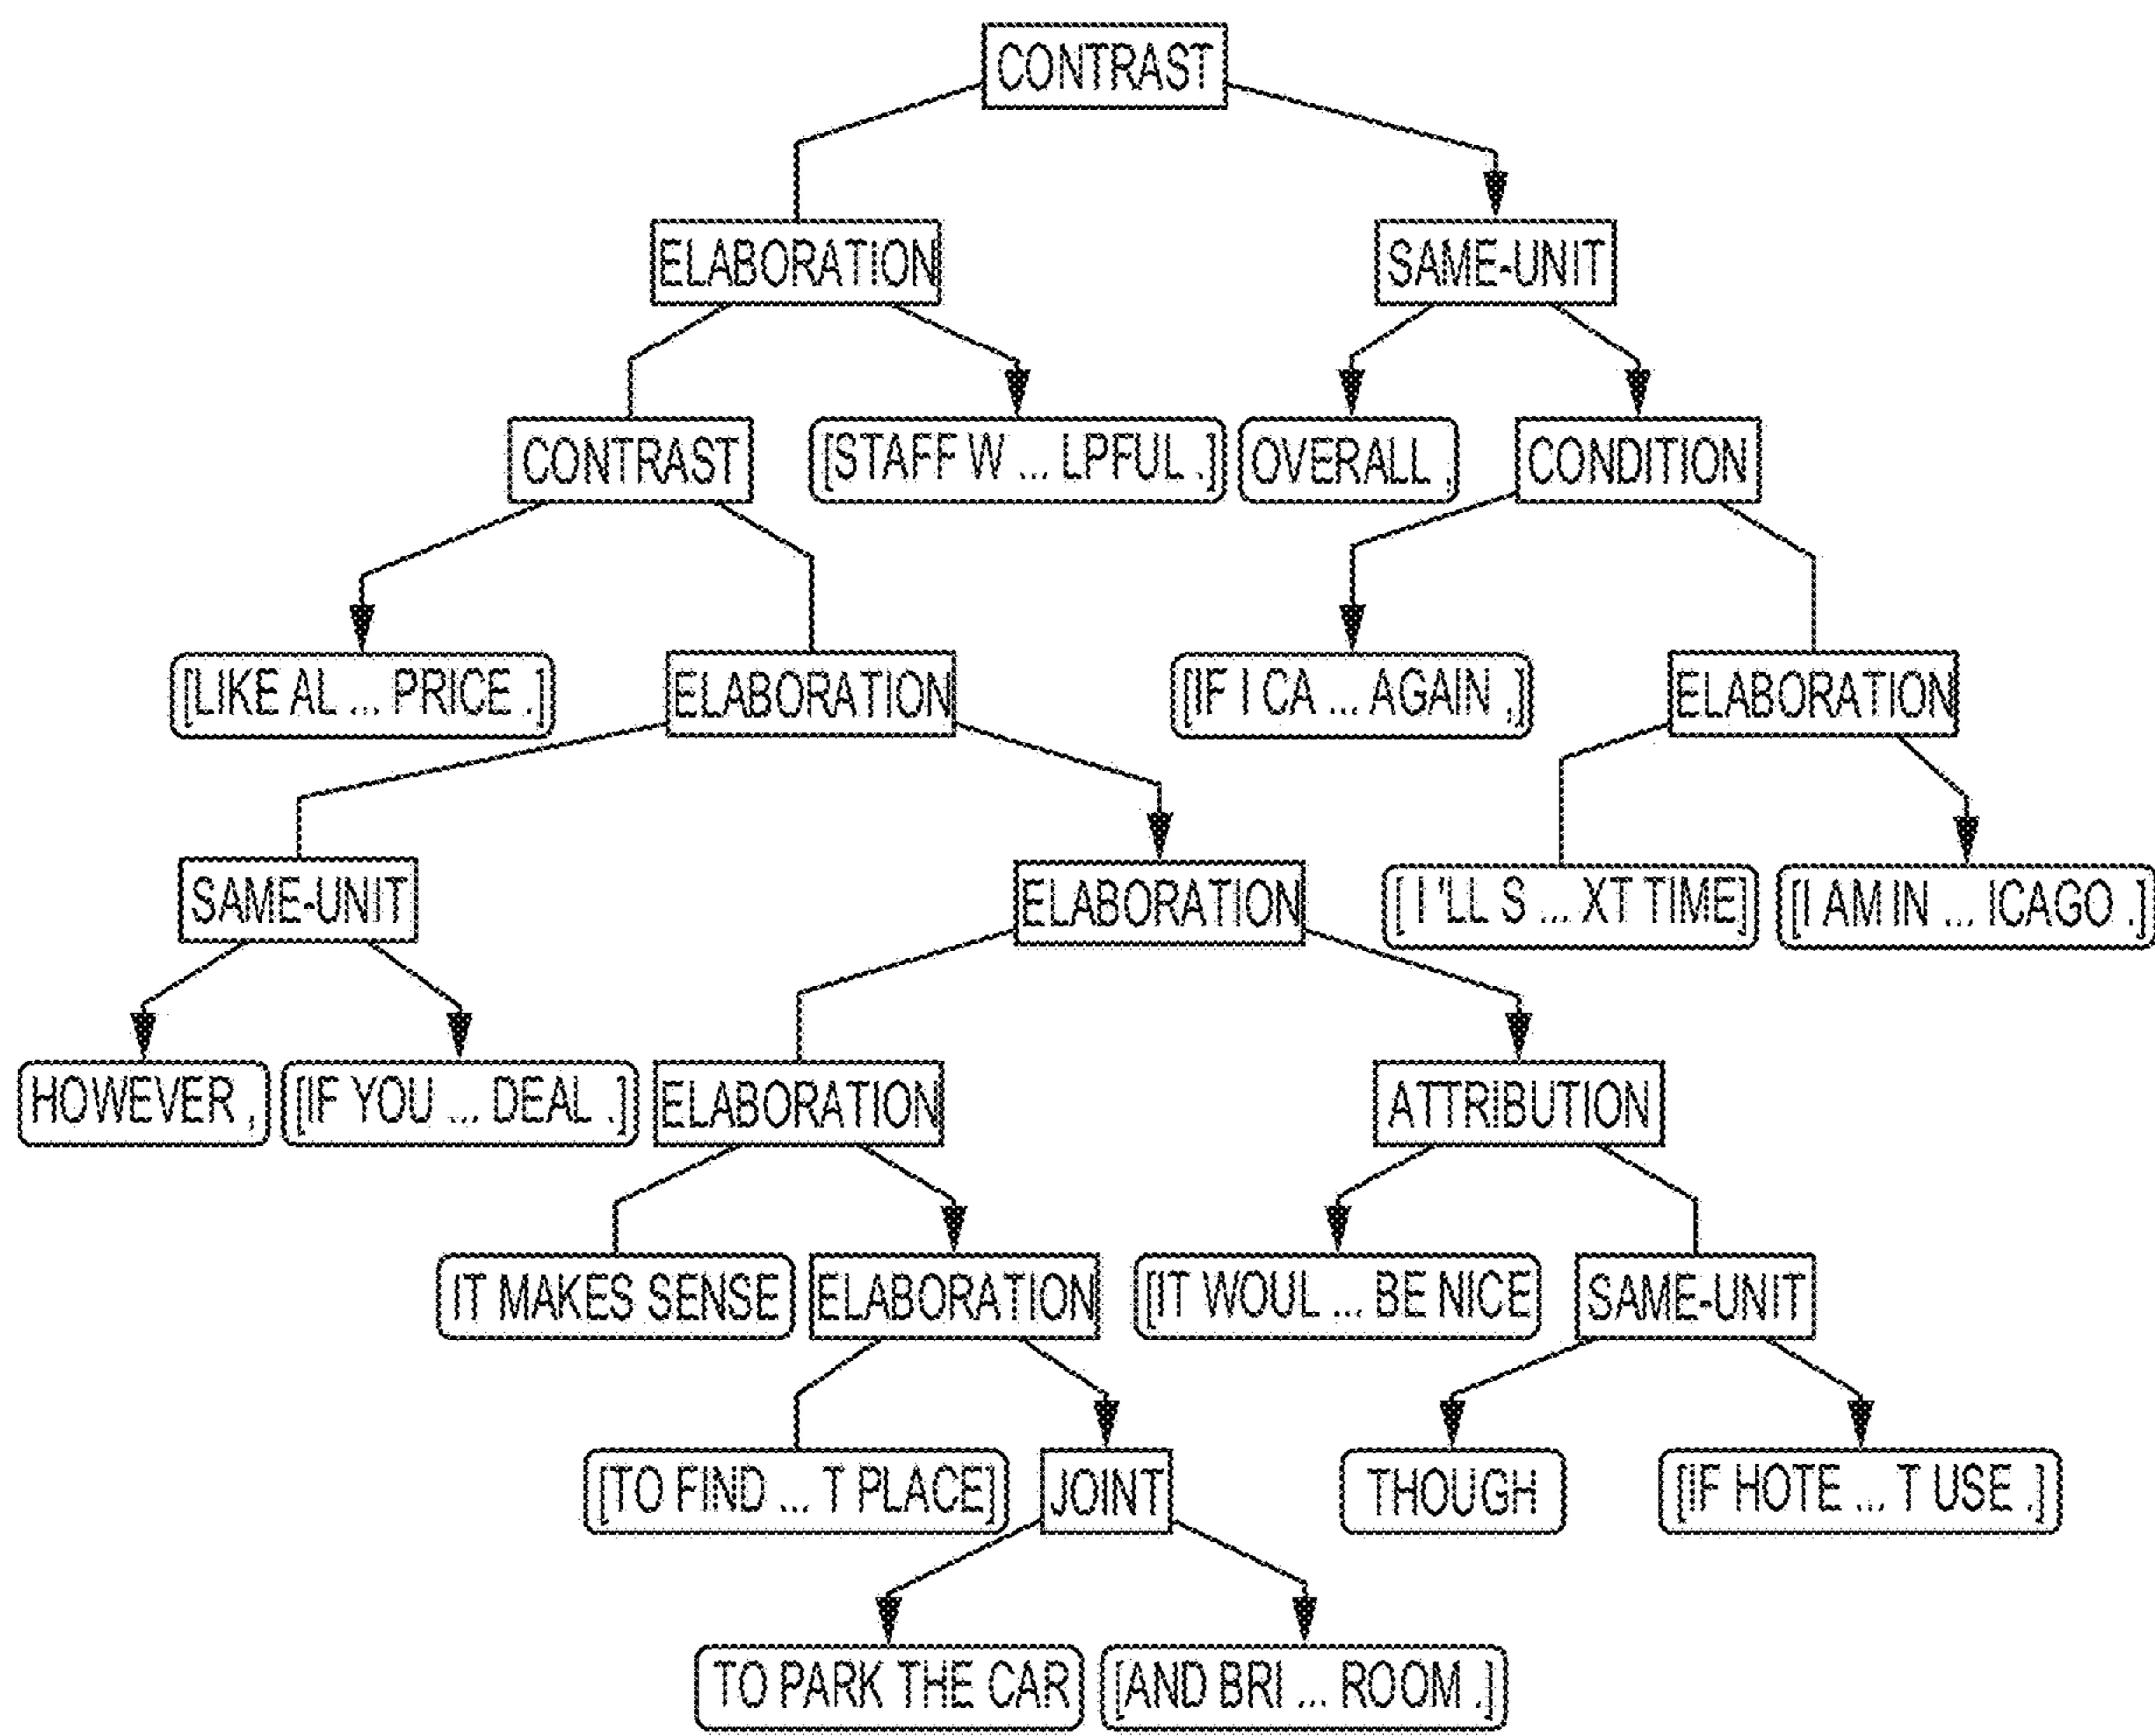 CONTRAST
ELABORATION
SAME-UNIT
CONTRAST
[STAFF W ... LPFUL .]
OVERALL ,
CONDITION
[LIKE AL ... PRICE .]
ELABORATION
[IF I CA ... AGAIN ,]
ELABORATION
SAME-UNIT
ELABORATION
[ I 'LL S ... XT TIME]
[I AM IN ... ICAGO .]
HOWEVER ,
[IF YOU ... DEAL .]
ELABORATION
ATTRIBUTION
IT MAKES SENSE
ELABORATION
[IT WOUL ... BE NICE
SAME-UNIT
[TO FIND ... T PLACE]
JOINT
THOUGH
[IF HOTE ... T USE .]
TO PARK THE CAR
[AND BRI ... ROOM .]